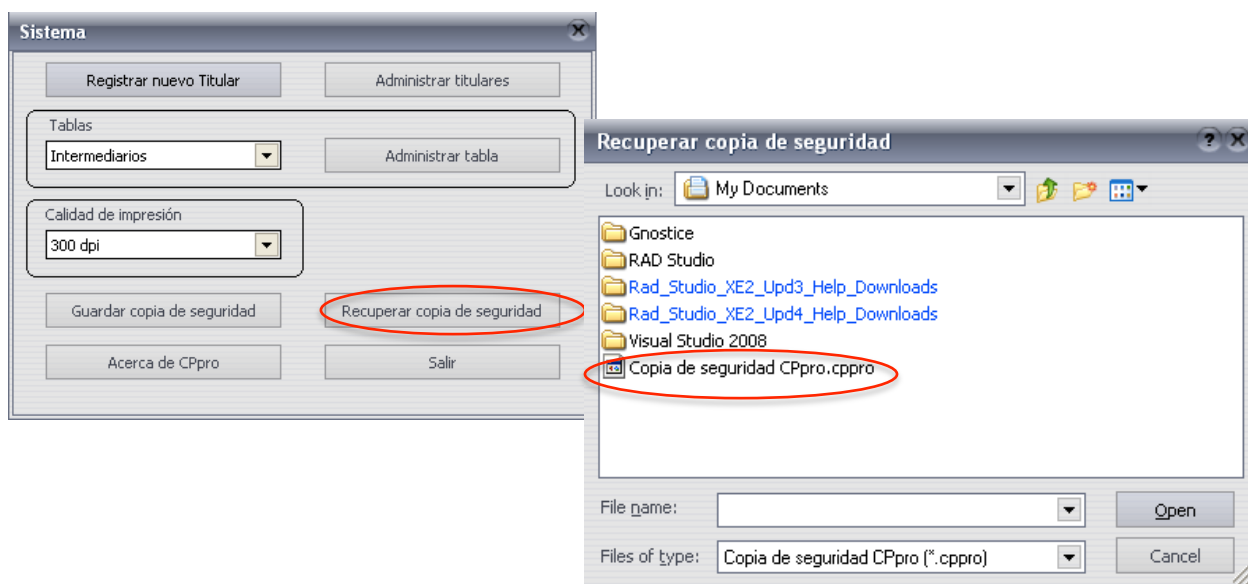 Sistema
Registrar nuevo Titular
Administrar titulares
Tablas
Intermediarios
Administrar tabla
Calidad de impresión
300 dpi
Guardar copia de seguridad
Recuperar copia de seguridad
Acerca de CPpro
Salir
Recuperar copia de seguridad
?
Look in:
My Documents
Gnostice
RAD Studio
Rad_Studio_XE2_Upd3_Help_Downloads
Rad_Studio_XE2_Upd4_Help_Downloads
Visual Studio 2008
Copia de seguridad CPpro.cppro
File name:
Open
Files of type:
Copia de seguridad CPpro (*.cppro)
Cancel